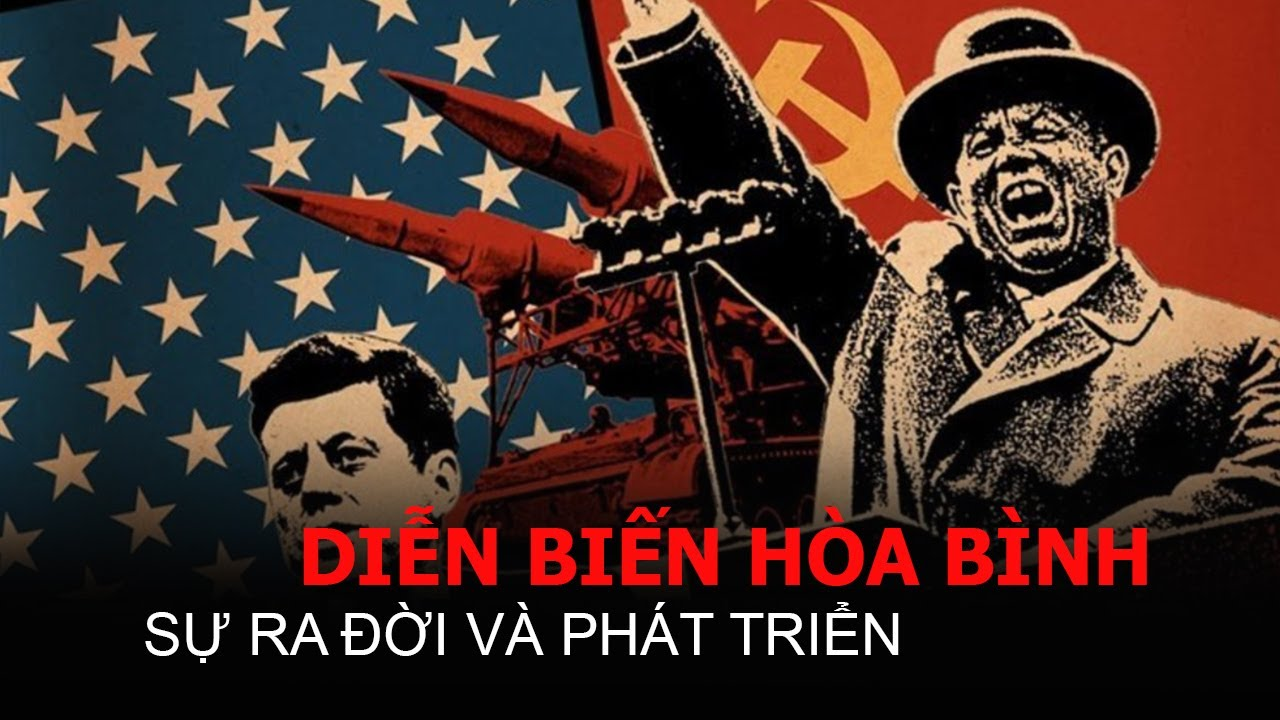 DIỄN BIẾN HÒA BÌNH
SỰ RA ĐỜI VÀ PHÁT TRIỂN